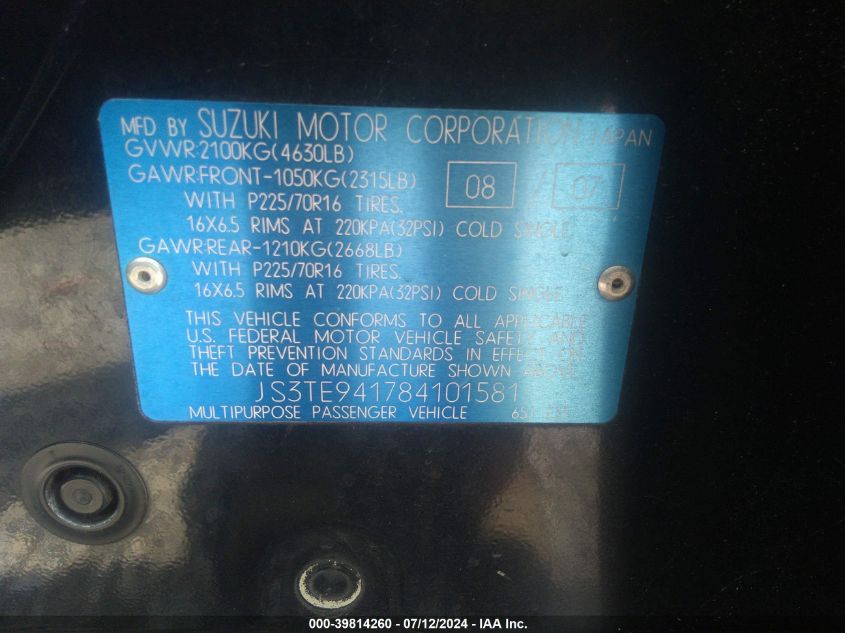 MFD BY SUZUKI MOTOR CORPORATION JAPAN
GVWR:2100KG(4630LB)
GAWR:FRONT-1050KG(2315LB) 08 / 07
WITH P225/70R16 TIRES.
16X6.5 RIMS AT 220KPA(32PSI) COLD SINGLE
GAWR:REAR-1210KG(2668LB)
WITH P225/70R16 TIRES.
16X6.5 RIMS AT 220KPA(32PSI) COLD SINGLE
THIS VEHICLE CONFORMS TO ALL APPLICABLE
U.S. FEDERAL MOTOR VEHICLE SAFETY AND
THEFT PREVENTION STANDARDS IN EFFECT ON
THE DATE OF MANUFACTURE SHOWN ABOVE.
JS3TE941784101581
MULTIPURPOSE PASSENGER VEHICLE
000-39814260 - 07/12/2024 - IAA Inc.